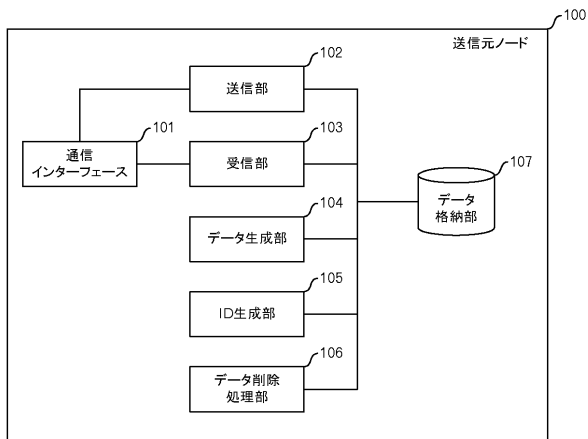 100
送信元ノード
102
送信部
101
通信
インターフェース
103
受信部
107
データ
格納部
104
データ生成部
105
ID生成部
106
データ削除
処理部